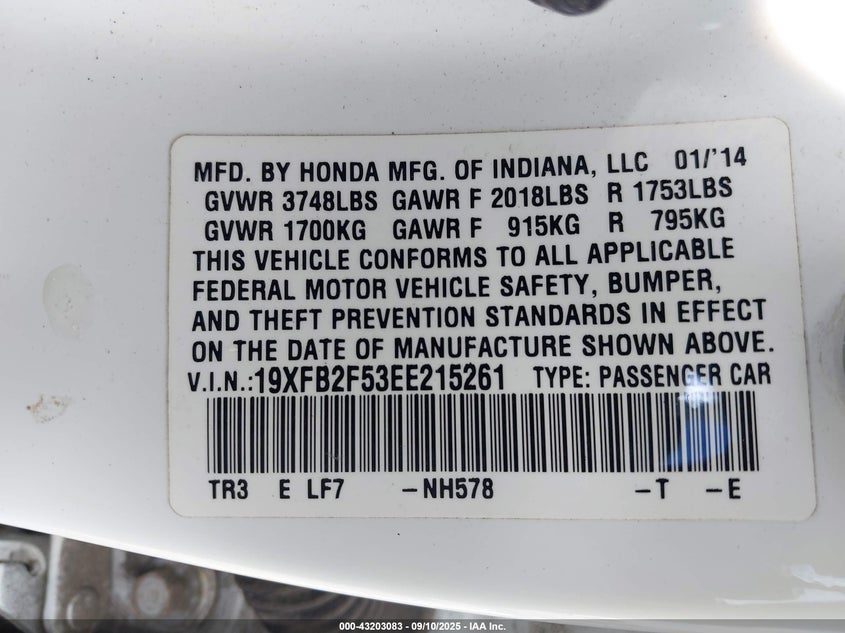 MFD. BY HONDA MFG. OF INDIANA, LLC 01/'14
GVWR 3748LBS GAWR F 2018LBS R 1753LBS
GVWR 1700KG GAWR F 915KG R 795KG
THIS VEHICLE CONFORMS TO ALL APPLICABLE
FEDERAL MOTOR VEHICLE SAFETY, BUMPER,
AND THEFT PREVENTION STANDARDS IN EFFECT
ON THE DATE OF MANUFACTURE SHOWN ABOVE.
V.I.N.:19XFB2F53EE215261 TYPE: PASSENGER CAR
TR3 E LF7 -NH578 -T -E
000-43203083 - 09/10/2025 - IAA Inc.